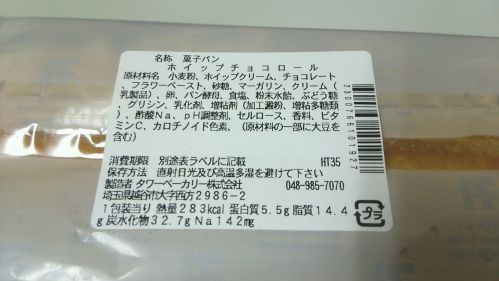 名称 菓子パン
ホイップチョコロール
原材料名 小麦粉、ホイップクリーム、チョコレート
、フラワーペースト、砂糖、マーガリン、クリーム（
乳製品）、卵、パン酵母、食塩、粉末水飴、ぶどう糖
、グリシン、乳化剤、増粘剤（加工澱粉、増粘多糖類
）、酢酸Ｎａ、ｐＨ調整剤、セルロース、香料、ビタ
ミンＣ、カロチノイド色素、（原材料の一部に大豆を
含む）
消費期限 別途表ラベルに記載 HT35
保存方法 直射日光及び高温多湿を避けて下さい
製造者 タワーベーカリー株式会社 048-985-7070
埼玉県越谷市大字西方２９８６－２
１包装当り 熱量２８３kcal 蛋白質５.５ｇ 脂質１４.４
ｇ 炭水化物３２.７ｇ Ｎａ１４２mg
プラ